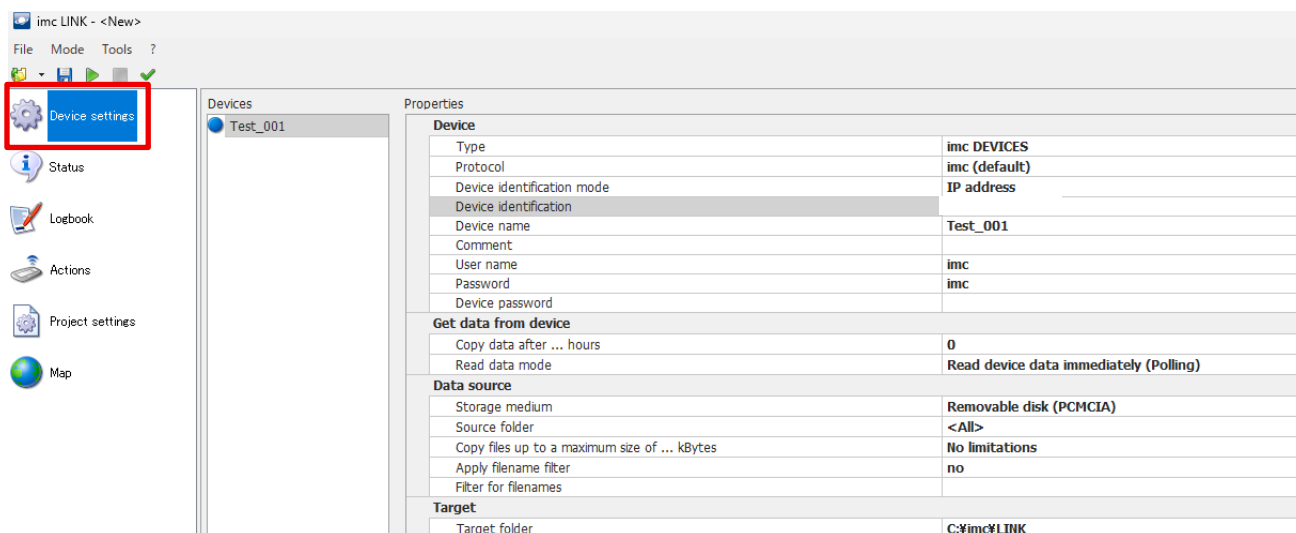 imc LINK - <New>
File Mode Tools ?
Device settings
Status
Logbook
Actions
Project settings
Map
Devices
Test_001
Properties
Device
Type imc DEVICES
Protocol imc (default)
Device identification mode IP address
Device identification
Device name Test_001
Comment
User name imc
Password imc
Device password
Get data from device
Copy data after ... hours 0
Read data mode Read device data immediately (Polling)
Data source
Storage medium Removable disk (PCMCIA)
Source folder <All>
Copy files up to a maximum size of ... kBytes No limitations
Apply filename filter no
Filter for filenames
Target
Target folder C:¥imc¥LINK